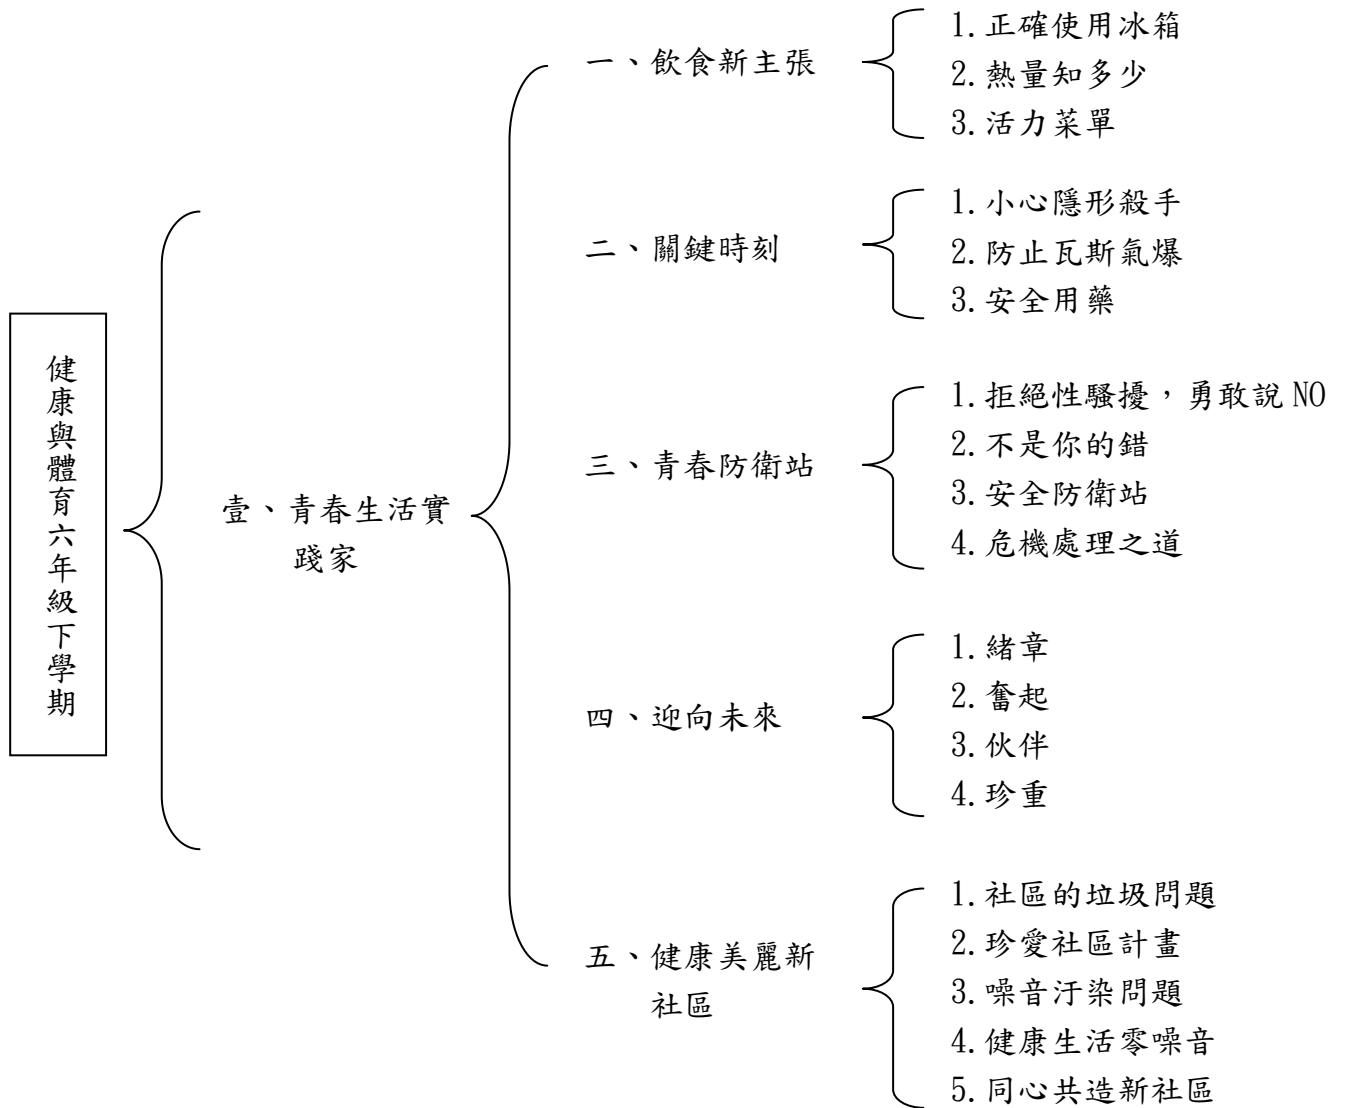 健康與體育六年級下學期
壹、青春生活實
踐家
一、飲食新主張
1.正確使用冰箱
2.熱量知多少
3.活力菜單
二、關鍵時刻
1.小心隱形殺手
2.防止瓦斯氣爆
3.安全用藥
三、青春防衛站
1.拒絕性騷擾，勇敢說 NO
2.不是你的錯
3.安全防衛站
4.危機處理之道
四、迎向未來
1.緒章
2.奮起
3.伙伴
4.珍重
五、健康美麗新
社區
1.社區的垃圾問題
2.珍愛社區計畫
3.噪音汙染問題
4.健康生活零噪音
5.同心共造新社區